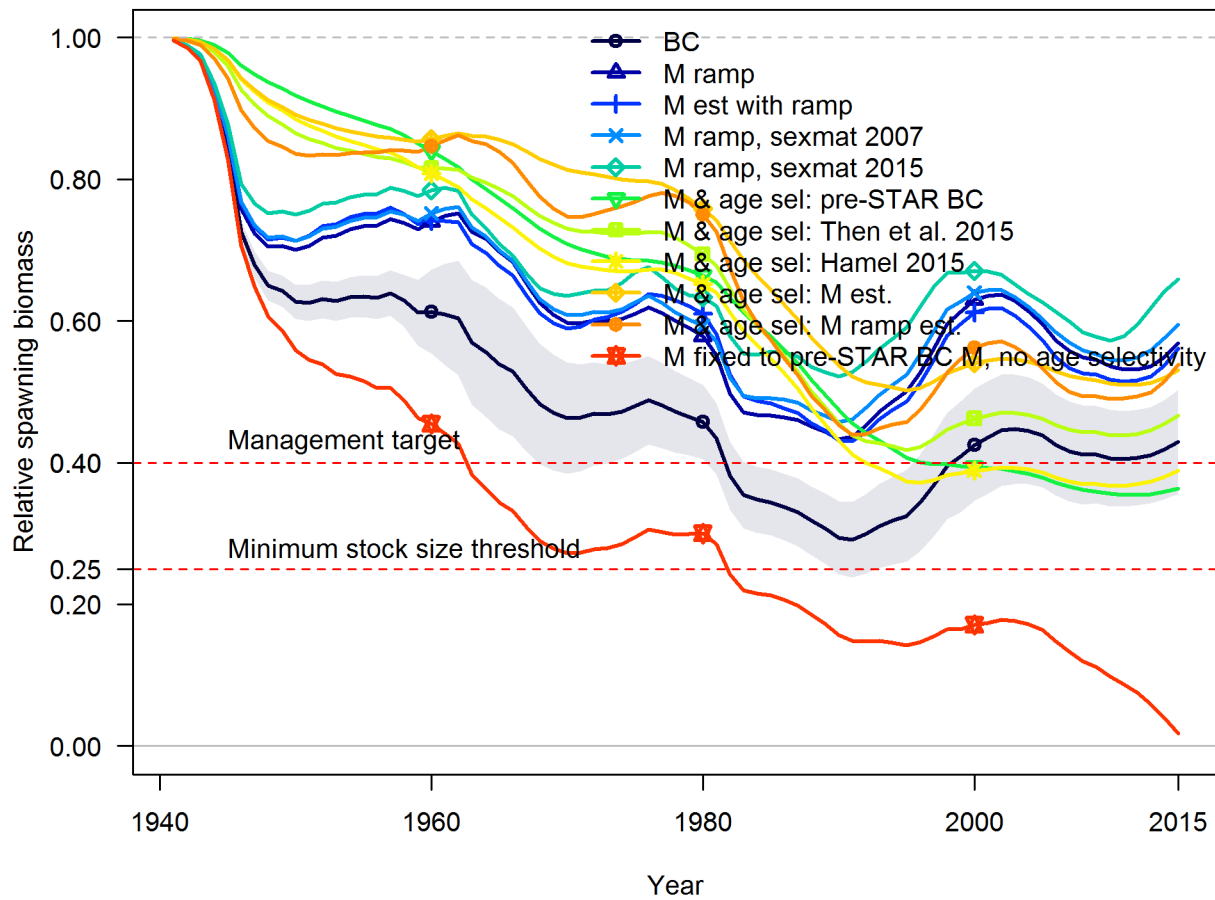 1.00
0.80
0.60
0.40
0.25
0.20
0.00
Relative spawning biomass
BC
M ramp
M est with ramp
M ramp, sexmat 2007
M ramp, sexmat 2015
M & age sel: pre-STAR BC
M & age sel: Then et al. 2015
M & age sel: Hamel 2015
M & age sel: M est.
M & age sel: M ramp est.
M fixed to pre-STAR BC M, no age selectivity
Management target
Minimum stock size threshold
1940
1960
1980
2000
2015
Year